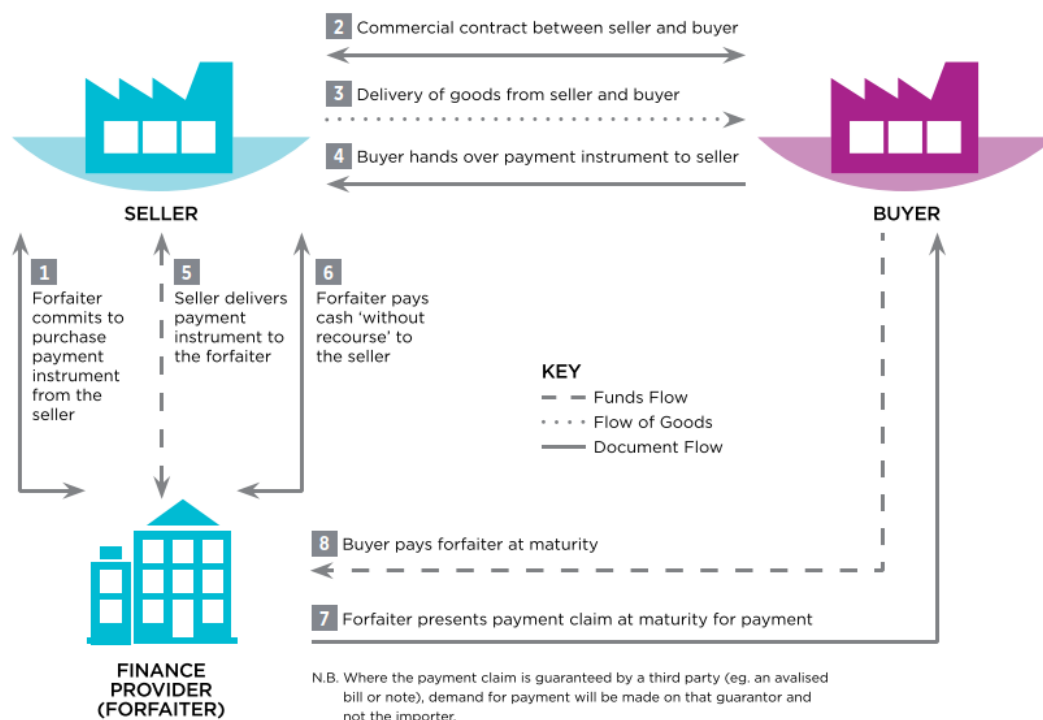 2 Commercial contract between seller and buyer
3 Delivery of goods from seller and buyer
4 Buyer hands over payment instrument to seller
SELLER
BUYER
1
Forfaiter
commits to
purchase
payment
instrument
from the
seller
5
Seller delivers
payment
instrument to
the forfaiter
6
Forfaiter pays
cash ‘without
recourse’ to
the seller
KEY
Funds Flow
Flow of Goods
Document Flow
8 Buyer pays forfaiter at maturity
7 Forfaiter presents payment claim at maturity for payment
FINANCE
PROVIDER
(FORFAITER)
N.B. Where the payment claim is guaranteed by a third party (eg. an avalised
bill or note), demand for payment will be made on that guarantor and
not the importer.